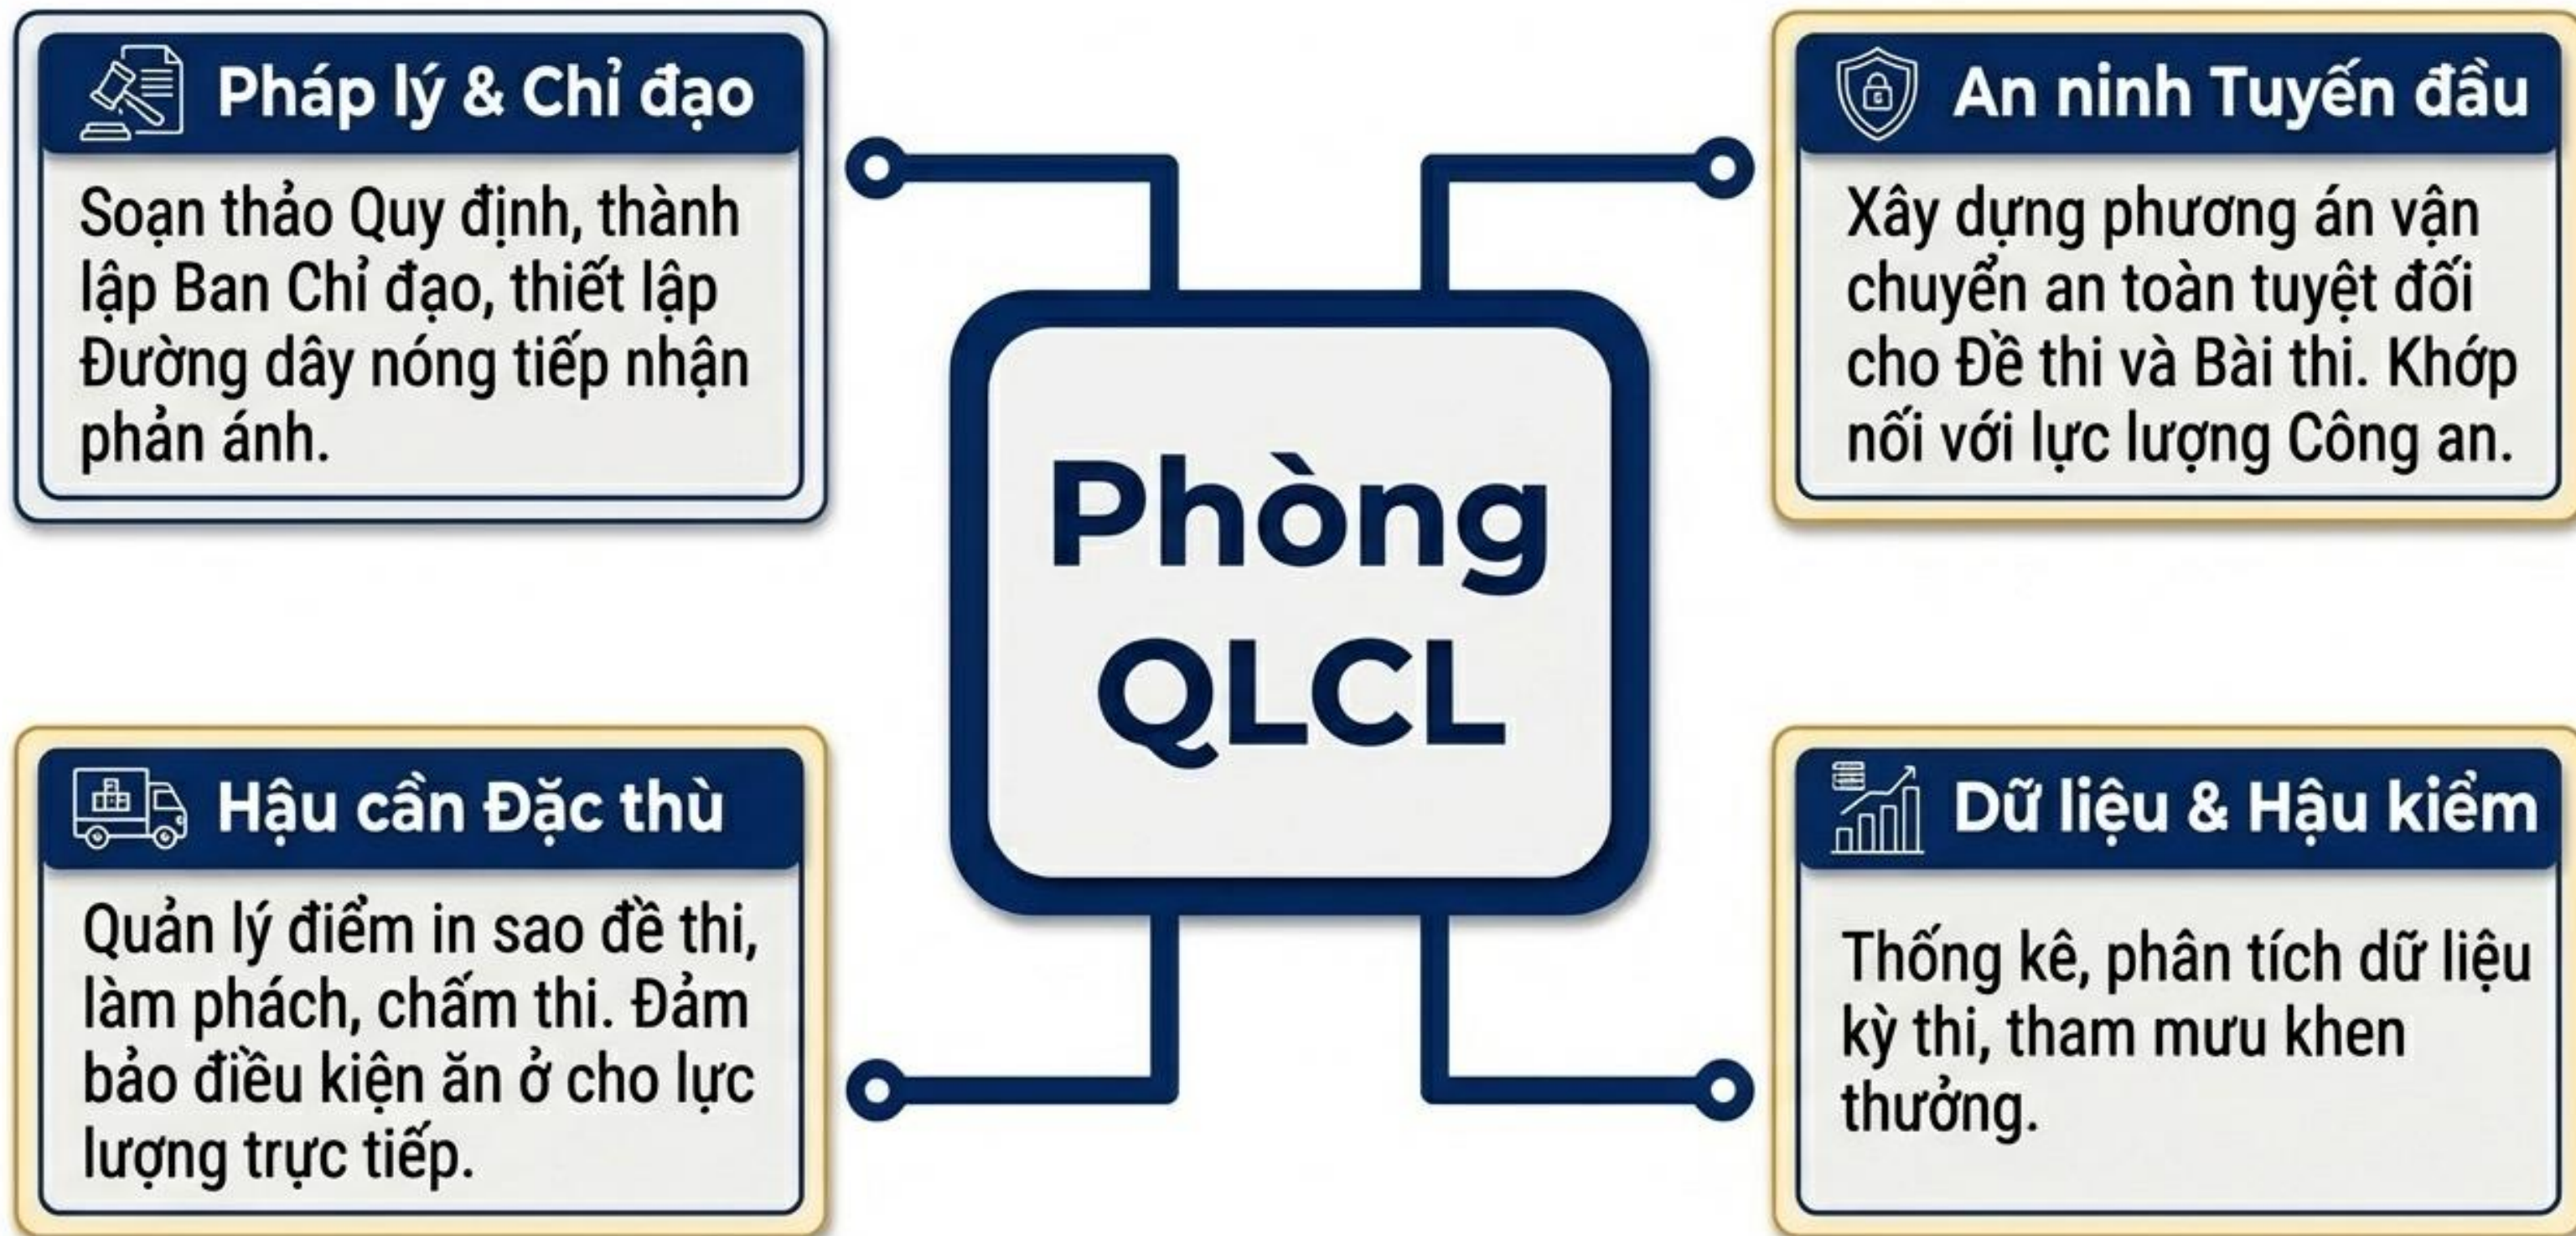 Pháp lý & Chỉ đạo
Soạn thảo Quy định, thành
lập Ban Chỉ đạo, thiết lập
Đường dây nóng tiếp nhận
phản ánh.
An ninh Tuyến đầu
Xây dựng phương án vận
chuyển an toàn tuyệt đối
cho Đề thi và Bài thi. Khớp
nối với lực lượng Công an.
Phòng
QLCL
Hậu cần Đặc thù
Quản lý điểm in sao đề thi,
làm phách, chấm thi. Đảm
bảo điều kiện ăn ở cho lực
lượng trực tiếp.
Dữ liệu & Hậu kiểm
Thống kê, phân tích dữ liệu
kỳ thi, tham mưu khen
thưởng.